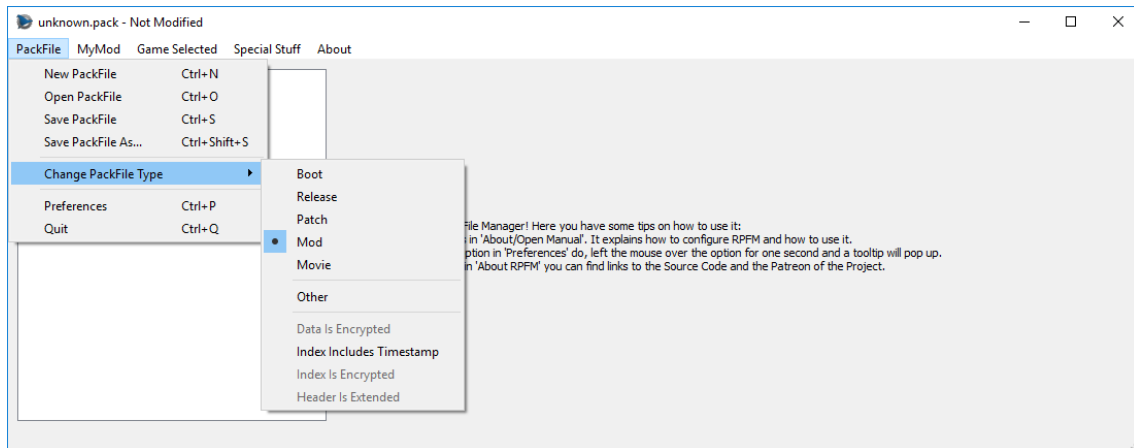 unknown.pack - Not Modified
PackFile MyMod Game Selected Special Stuff About
New PackFile Ctrl+N
Open PackFile Ctrl+O
Save PackFile Ctrl+S
Save PackFile As... Ctrl+Shift+S
Change PackFile Type
Preferences Ctrl+P
Quit Ctrl+Q
Boot
Release
Patch
Mod
Movie
Other
Data Is Encrypted
Index Includes Timestamp
Index Is Encrypted
Header Is Extended
File Manager! Here you have some tips on how to use it:
in 'About/Open Manual'. It explains how to configure RPFM and how to use it.
option in 'Preferences' do, left the mouse over the option for one second and a tooltip will pop up.
in 'About RPFM' you can find links to the Source Code and the Patreon of the Project.